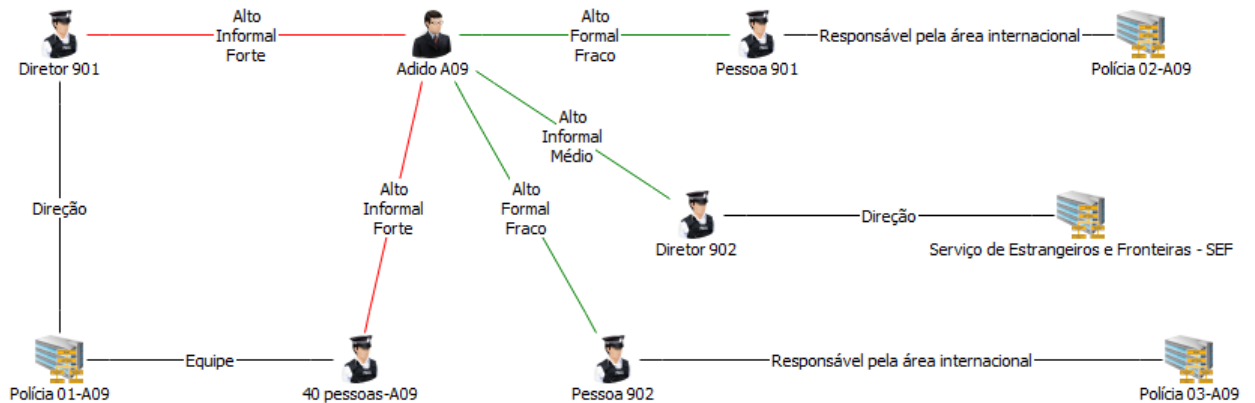 Alto
Informal
Forte
Alto
Formal
Fraco
Responsável pela área internacional
Diretor 901
Adido A09
Pessoa 901
Polícia 02-A09
Alto
Informal
Médio
Alto
Informal
Forte
Alto
Formal
Fraco
Direção
Direção
Diretor 902
Serviço de Estrangeiros e Fronteiras - SEF
Equipe
Responsável pela área internacional
Polícia 01-A09
40 pessoas-A09
Pessoa 902
Polícia 03-A09